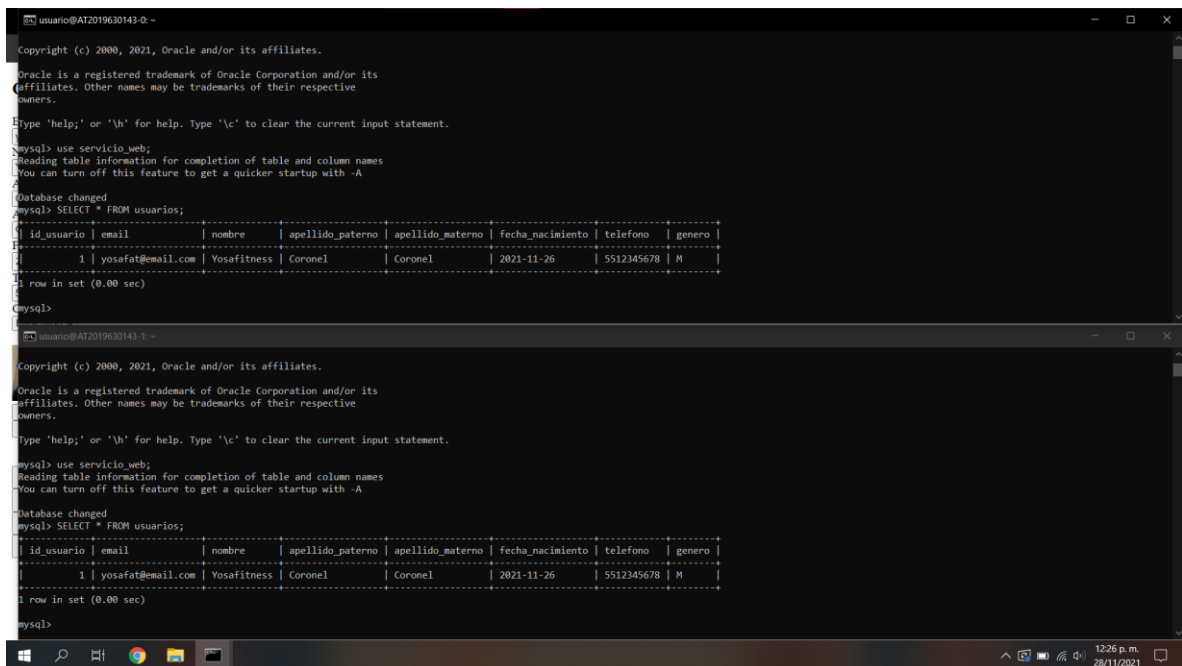 usuario@AT2019630143-0: ~
Copyright (c) 2000, 2021, Oracle and/or its affiliates.
Oracle is a registered trademark of Oracle Corporation and/or its
affiliates. Other names may be trademarks of their respective
owners.
Type 'help;' or '\h' for help. Type '\c' to clear the current input statement.
mysql> use servicio_web;
Reading table information for completion of table and column names
You can turn off this feature to get a quicker startup with -A
Database changed
mysql> SELECT * FROM usuarios;
| id_usuario | email | nombre | apellido_paterno | apellido_materno | fecha_nacimiento | telefono | genero |
| 1 | yosafat@email.com | Yosafitness | Coronel | Coronel | 2021-11-26 | 5512345678 | M |
1 row in set (0.00 sec)
mysql>
usuario@AT2019630143-1: ~
Copyright (c) 2000, 2021, Oracle and/or its affiliates.
Oracle is a registered trademark of Oracle Corporation and/or its
affiliates. Other names may be trademarks of their respective
owners.
Type 'help;' or '\h' for help. Type '\c' to clear the current input statement.
mysql> use servicio_web;
Reading table information for completion of table and column names
You can turn off this feature to get a quicker startup with -A
Database changed
mysql> SELECT * FROM usuarios;
| id_usuario | email | nombre | apellido_paterno | apellido_materno | fecha_nacimiento | telefono | genero |
| 1 | yosafat@email.com | Yosafitness | Coronel | Coronel | 2021-11-26 | 5512345678 | M |
1 row in set (0.00 sec)
mysql>
12:26 p. m.
28/11/2021